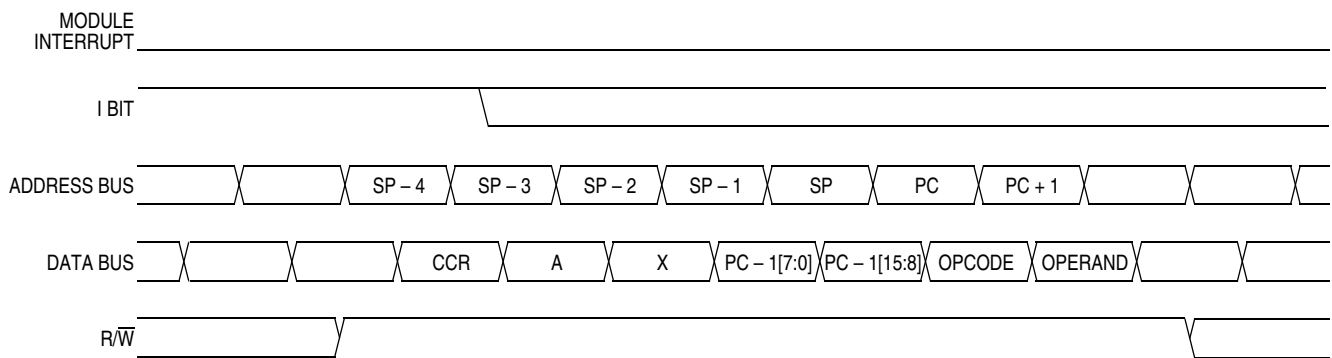 MODULE
INTERRUPT
I BIT
ADDRESS BUS SP – 4 SP – 3 SP – 2 SP – 1 SP PC PC + 1
DATA BUS CCR A X PC – 1[7:0] PC – 1[15:8] OPCODE OPERAND
R/W̅